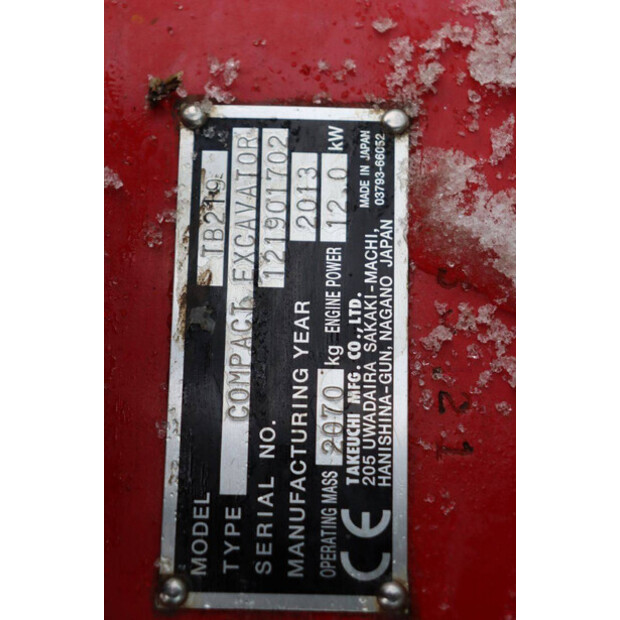 MODEL TB219
TYPE COMPACT EXCAVATOR
SERIAL NO. 121901702
MANUFACTURING YEAR 2013
OPERATING MASS 2070 kg ENGINE POWER 12.0 kW
CE
TAKEUCHI MFG. CO., LTD.
205 UWADAIRA SAKAKI-MACHI,
HANISHINA-GUN, NAGANO JAPAN
MADE IN JAPAN
03793-66052